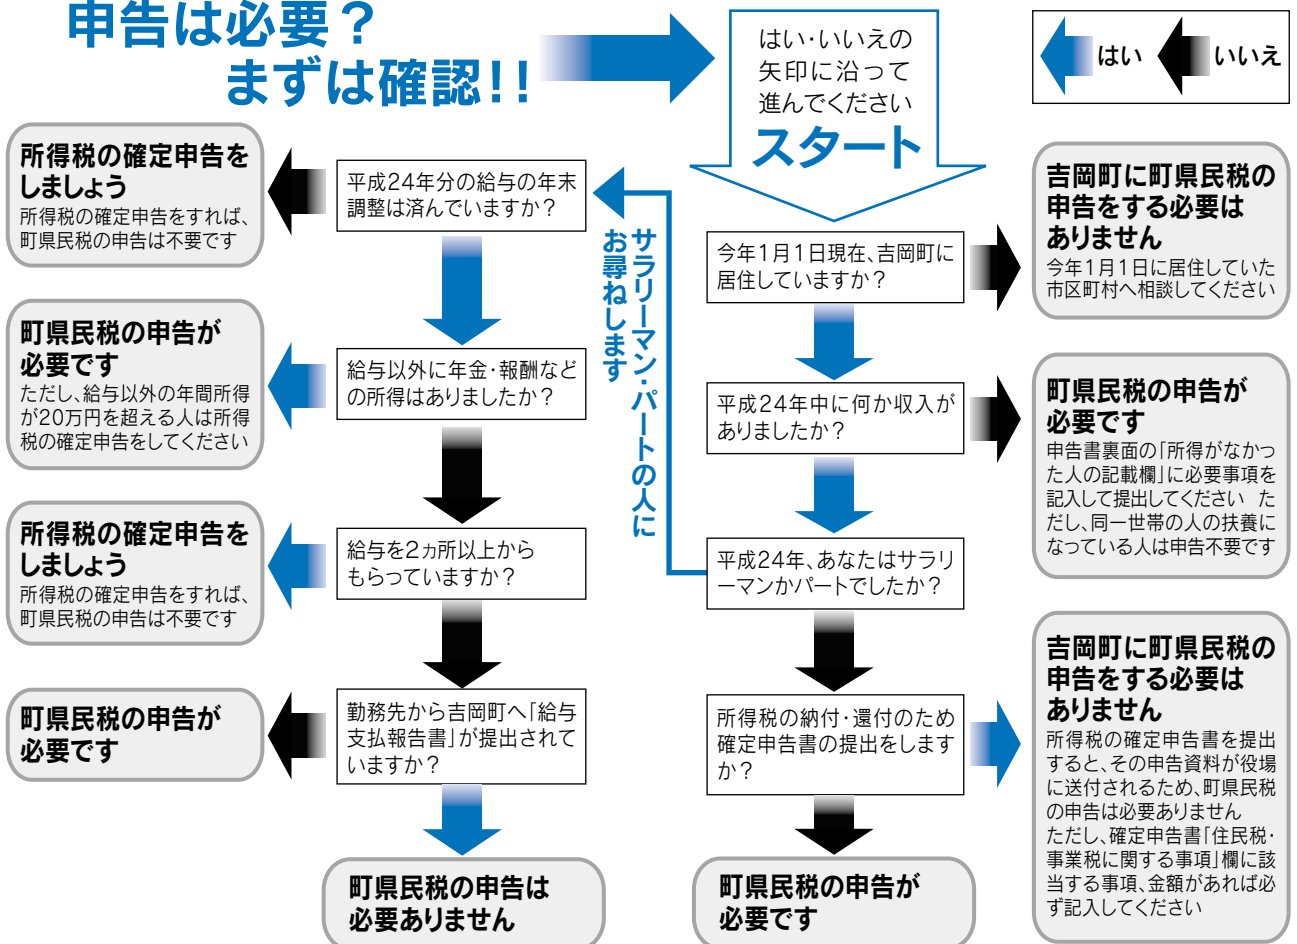 申告は必要？
まずは確認!!
はい・いいえの
矢印に沿って
進んでください
スタート
はい
いいえ
今年1月1日現在、吉岡町に
居住していますか？
吉岡町に町県民税の
申告をする必要は
ありません
今年1月1日に居住していた
市区町村へ相談してください
平成24年中に何か収入が
ありましたか？
町県民税の申告が
必要です
申告書裏面の「所得がなかっ
た人の記載欄」に必要事項を
記入して提出してください　た
だし、同一世帯の人の扶養に
なっている人は申告不要です
平成24年、あなたはサラリ
ーマンかパートでしたか？
所得税の納付・還付のため
確定申告書の提出をします
か？
吉岡町に町県民税の
申告をする必要は
ありません
所得税の確定申告書を提出
すると、その申告資料が役場
に送付されるため、町県民税
の申告は必要ありません
ただし、確定申告書「住民税・
事業税に関する事項」欄に該
当する事項、金額があれば必
ず記入してください
町県民税の申告が
必要です
サラリーマン・パートの人に
お尋ねします
平成24年分の給与の年末
調整は済んでいますか？
所得税の確定申告を
しましょう
所得税の確定申告をすれば、
町県民税の申告は不要です
給与以外に年金・報酬など
の所得はありましたか？
町県民税の申告が
必要です
ただし、給与以外の年間所得
が20万円を超える人は所得
税の確定申告をしてください
給与を2ヵ所以上から
もらっていますか？
所得税の確定申告を
しましょう
所得税の確定申告をすれば、
町県民税の申告は不要です
勤務先から吉岡町へ「給与
支払報告書」が提出されて
いますか？
町県民税の申告が
必要です
町県民税の申告は
必要ありません